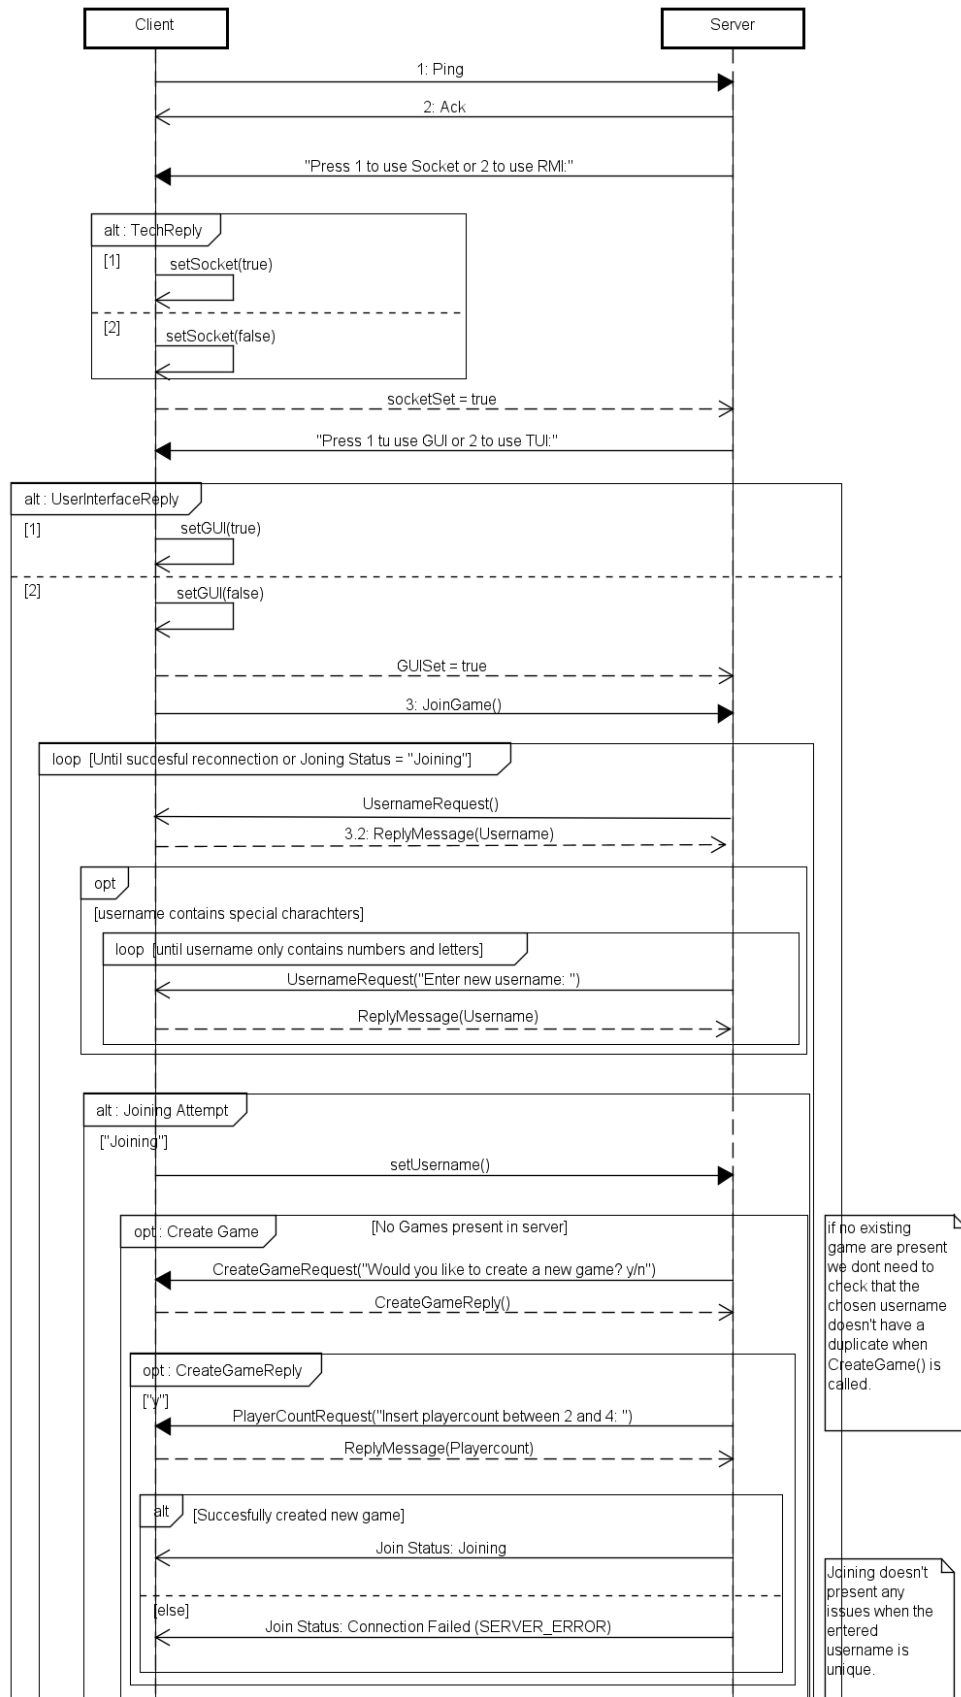 Client
Server
1: Ping
2: Ack
"Press 1 to use Socket or 2 to use RMI:"
alt : TechReply
[1]
setSocket(true)
[2]
setSocket(false)
socketSet = true
"Press 1 tu use GUI or 2 to use TUI:"
alt : UserInterfaceReply
[1]
setGUI(true)
[2]
setGUI(false)
GUISet = true
3: JoinGame()
loop [Until succesful reconnection or Joning Status = "Joining"]
UsernameRequest()
3.2: ReplyMessage(Username)
opt
[username contains special charachters]
loop [until username only contains numbers and letters]
UsernameRequest("Enter new username: ")
ReplyMessage(Username)
alt : Joining Attempt
["Joining"]
setUsername()
opt : Create Game
[No Games present in server]
if no existing
game are present
we dont need to
check that the
chosen username
doesn't have a
duplicate when
CreateGame() is
called.
CreateGameRequest("Would you like to create a new game? y/n")
CreateGameReply()
opt : CreateGameReply
["y"]
PlayerCountRequest("Insert playercount between 2 and 4: ")
ReplyMessage(Playercount)
alt
[Succesfully created new game]
Join Status: Joining
[else]
Join Status: Connection Failed (SERVER_ERROR)
Joining doesn't
present any
issues when the
entered
username is
unique.